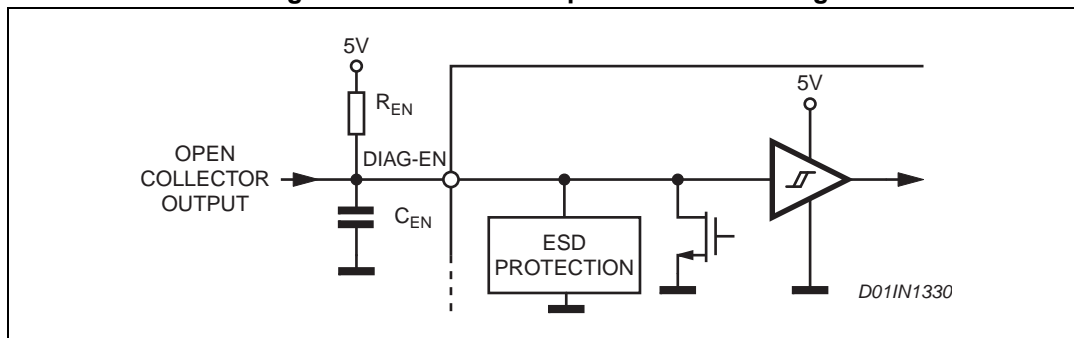 5V
R_EN
5V
OPEN
COLLECTOR
OUTPUT
DIAG-EN
C_EN
ESD
PROTECTION
D01IN1330